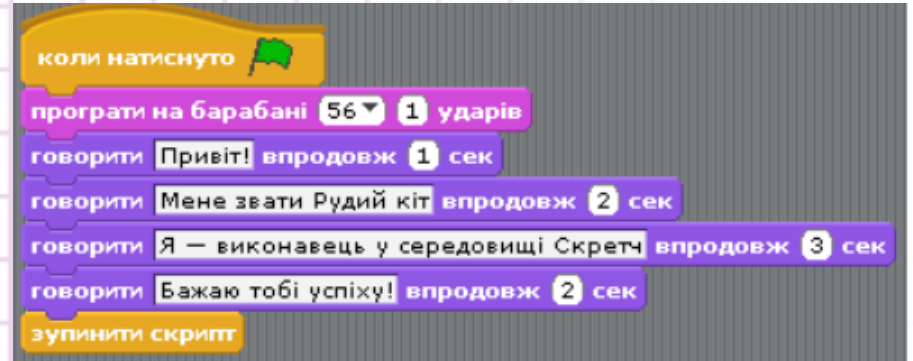 коли натиснуто
програти на барабані 56 1 ударів
говорити Привіт! впродовж 1 сек
говорити Мене звати Рудий кіт впродовж 2 сек
говорити Я — виконавець у середовищі Скретч впродовж 3 сек
говорити Бажаю тобі успіху! впродовж 2 сек
зупинити скрипт